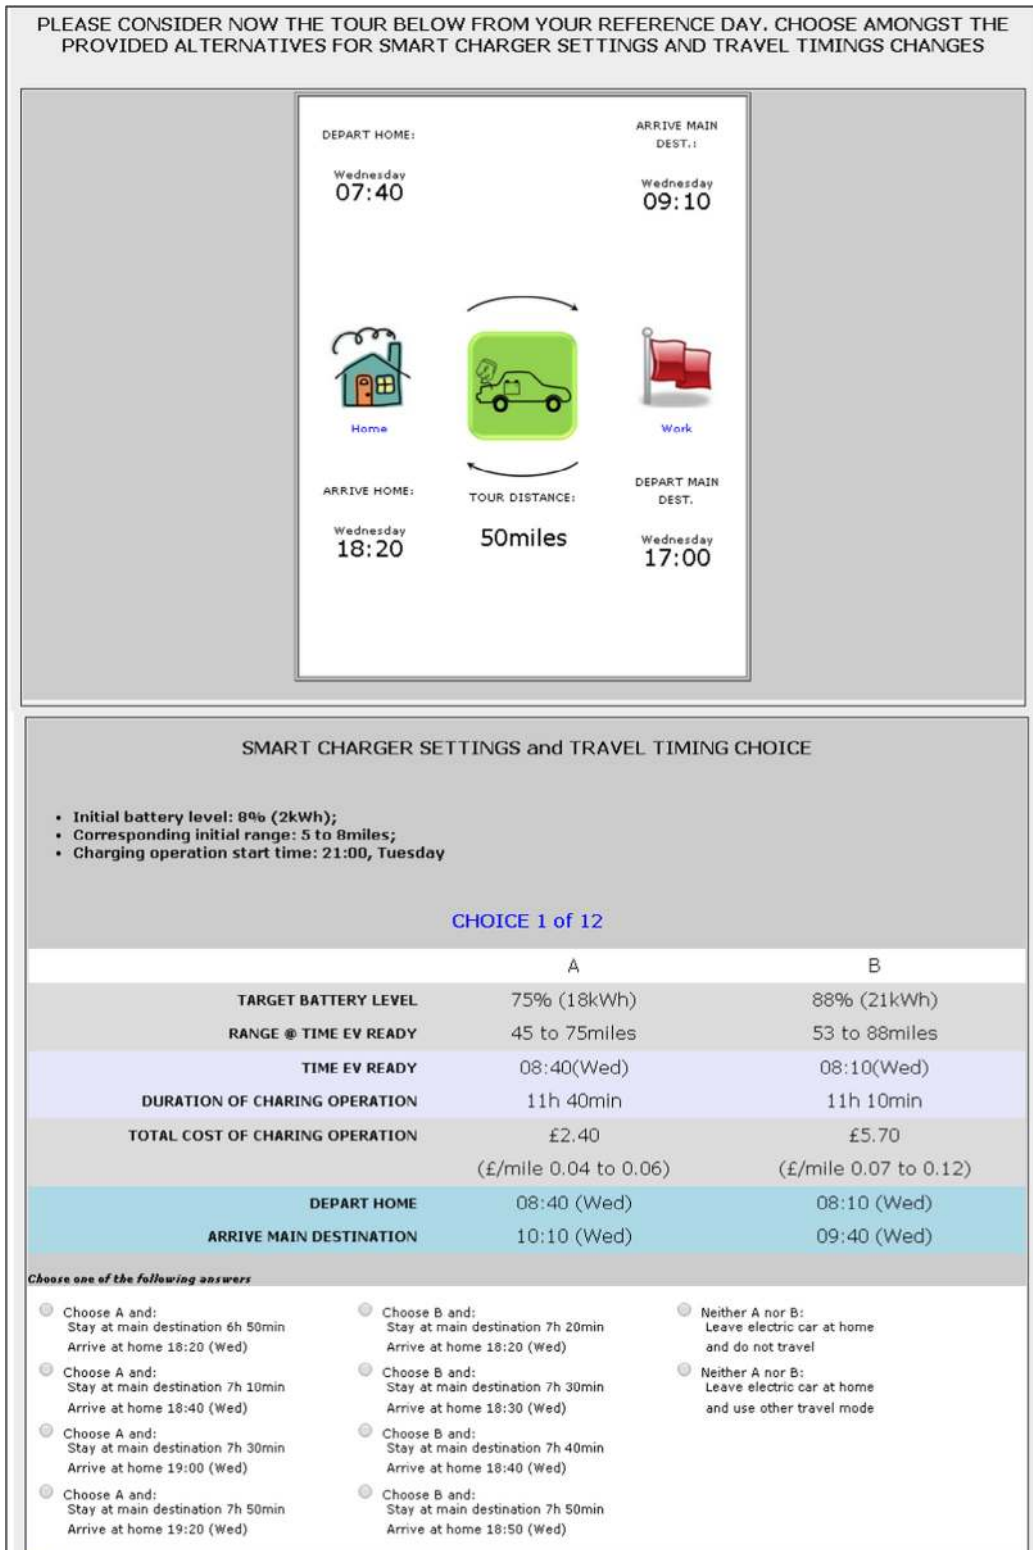 PLEASE CONSIDER NOW THE TOUR BELOW FROM YOUR REFERENCE DAY. CHOOSE AMONGST THE
PROVIDED ALTERNATIVES FOR SMART CHARGER SETTINGS AND TRAVEL TIMINGS CHANGES
DEPART HOME:
Wednesday
07:40
ARRIVE MAIN
DEST.:
Wednesday
09:10
Home
Work
ARRIVE HOME:
Wednesday
18:20
TOUR DISTANCE:
50miles
DEPART MAIN
DEST.
Wednesday
17:00
SMART CHARGER SETTINGS and TRAVEL TIMING CHOICE
• Initial battery level: 8% (2kWh);
• Corresponding initial range: 5 to 8miles;
• Charging operation start time: 21:00, Tuesday
CHOICE 1 of 12
A B
TARGET BATTERY LEVEL 75% (18kWh) 88% (21kWh)
RANGE @ TIME EV READY 45 to 75miles 53 to 88miles
TIME EV READY 08:40(Wed) 08:10(Wed)
DURATION OF CHARING OPERATION 11h 40min 11h 10min
TOTAL COST OF CHARING OPERATION £2.40 £5.70
(£/mile 0.04 to 0.06) (£/mile 0.07 to 0.12)
DEPART HOME 08:40 (Wed) 08:10 (Wed)
ARRIVE MAIN DESTINATION 10:10 (Wed) 09:40 (Wed)
Choose one of the following answers
Choose A and:
Stay at main destination 6h 50min
Arrive at home 18:20 (Wed)
Choose A and:
Stay at main destination 7h 10min
Arrive at home 18:40 (Wed)
Choose A and:
Stay at main destination 7h 30min
Arrive at home 19:00 (Wed)
Choose A and:
Stay at main destination 7h 50min
Arrive at home 19:20 (Wed)
Choose B and:
Stay at main destination 7h 20min
Arrive at home 18:20 (Wed)
Choose B and:
Stay at main destination 7h 30min
Arrive at home 18:30 (Wed)
Choose B and:
Stay at main destination 7h 40min
Arrive at home 18:40 (Wed)
Choose B and:
Stay at main destination 7h 50min
Arrive at home 18:50 (Wed)
Neither A nor B:
Leave electric car at home
and do not travel
Neither A nor B:
Leave electric car at home
and use other travel mode